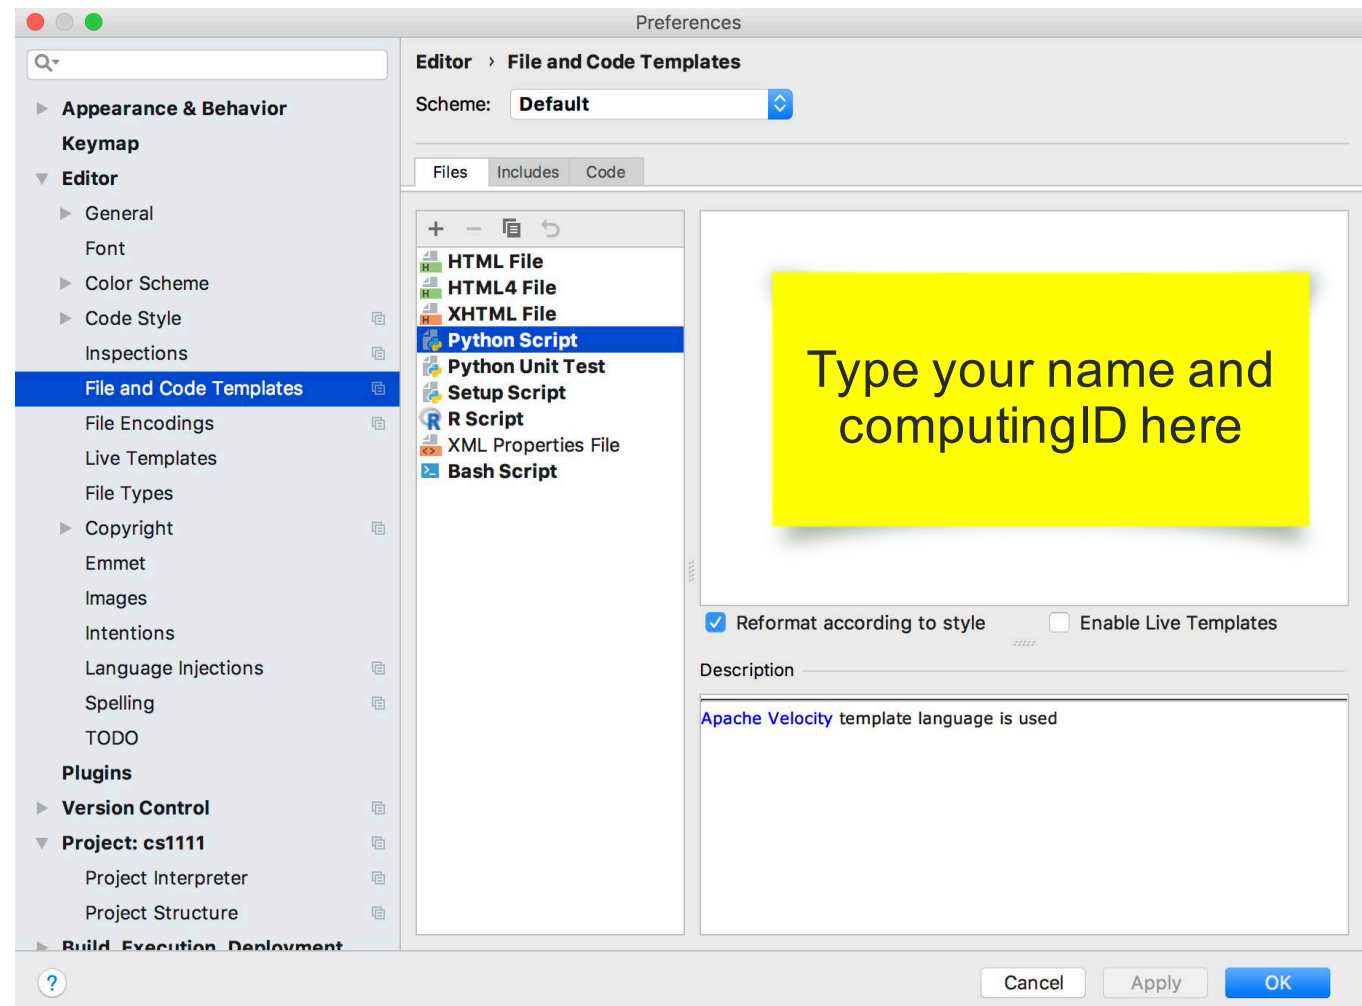 Preferences
Appearance & Behavior
Keymap
Editor
General
Font
Color Scheme
Code Style
Inspections
File and Code Templates
File Encodings
Live Templates
File Types
Copyright
Emmet
Images
Intentions
Language Injections
Spelling
TODO
Plugins
Version Control
Project: cs1111
Project Interpreter
Project Structure
Build, Execution, Deployment
Editor › File and Code Templates
Scheme: Default
Files Includes Code
HTML File
HTML4 File
XHTML File
Python Script
Python Unit Test
Setup Script
R Script
XML Properties File
Bash Script
Type your name and
computingID here
Reformat according to style Enable Live Templates
Description
Apache Velocity template language is used
? Cancel Apply OK